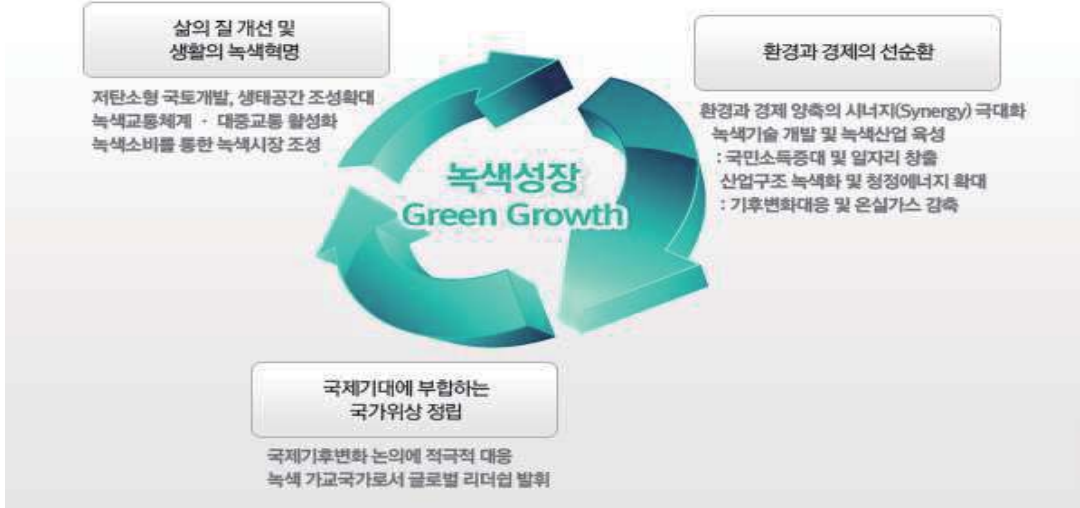 삶의 질 개선 및
생활의 녹색혁명
저탄소형 국토개발, 생태공간 조성확대
녹색교통체계 · 대중교통 활성화
녹색소비를 통한 녹색시장 조성
환경과 경제의 선순환
환경과 경제 양축의 시너지(Synergy) 극대화
녹색기술 개발 및 녹색산업 육성
: 국민소득증대 및 일자리 창출
산업구조 녹색화 및 청정에너지 확대
: 기후변화대응 및 온실가스 감축
녹색성장
Green Growth
국제기대에 부합하는
국가위상 정립
국제기후변화 논의에 적극적 대응
녹색 가교국가로서 글로벌 리더쉽 발휘